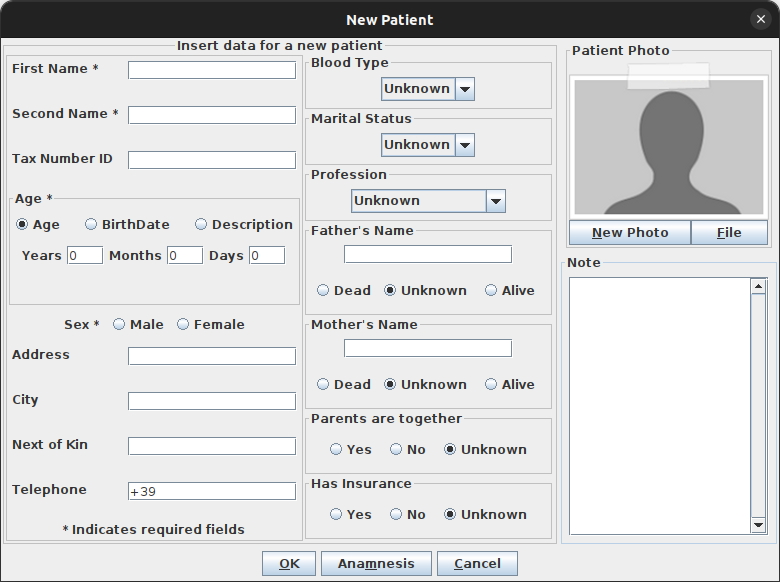 New Patient
Insert data for a new patient
First Name *
Second Name *
Tax Number ID
Age *
Age BirthDate Description
Years 0 Months 0 Days 0
Sex * Male Female
Address
City
Next of Kin
Telephone +39
* Indicates required fields
Blood Type
Unknown
Marital Status
Unknown
Profession
Unknown
Father's Name
Dead Unknown Alive
Mother's Name
Dead Unknown Alive
Parents are together
Yes No Unknown
Has Insurance
Yes No Unknown
Patient Photo
New Photo File
Note
OK Anamnesis Cancel